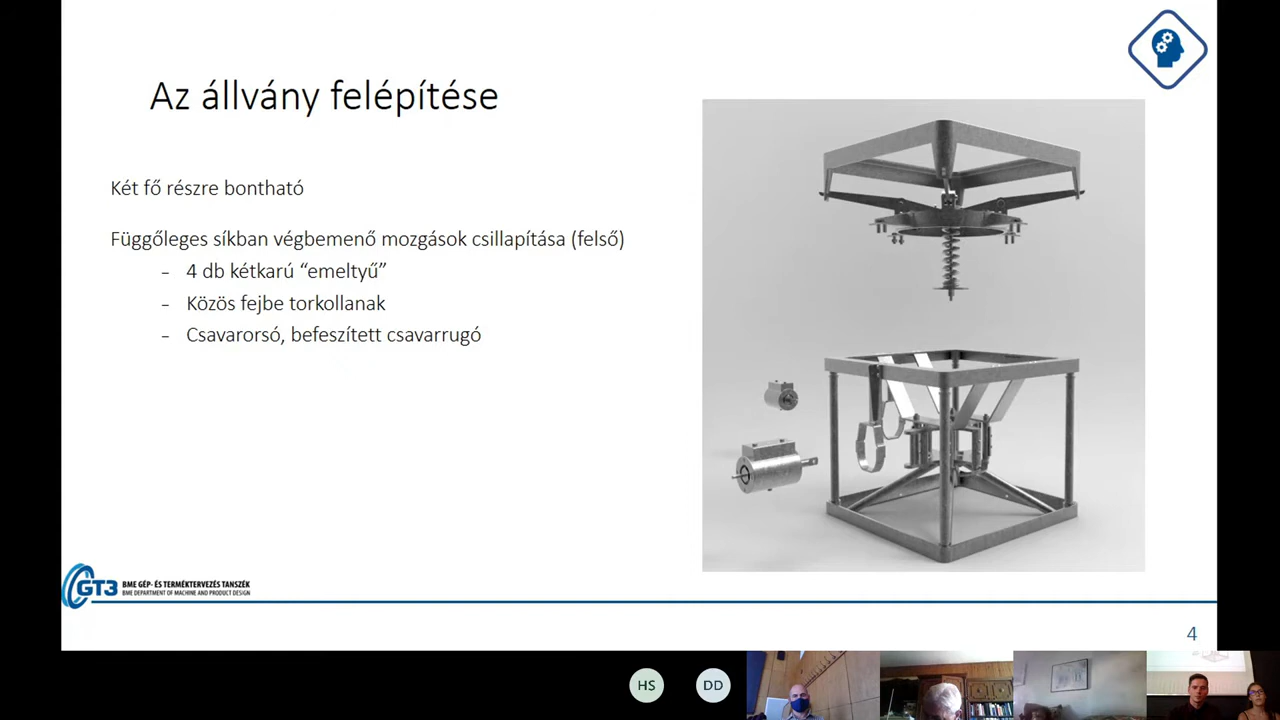 Az állvány felépítése
Két fő részre bontható
Függőleges síkban végbemenő mozgások csillapítása (felső)
- 4 db kétkarú “emeltyű”
- Közös fejbe torkollanak
- Csavarorsó, befeszített csavarrugó
GT3
BME GÉP- ÉS TERMÉKTERVEZÉS TANSZÉK
BME DEPARTMENT OF MACHINE AND PRODUCT DESIGN
4
HS
DD